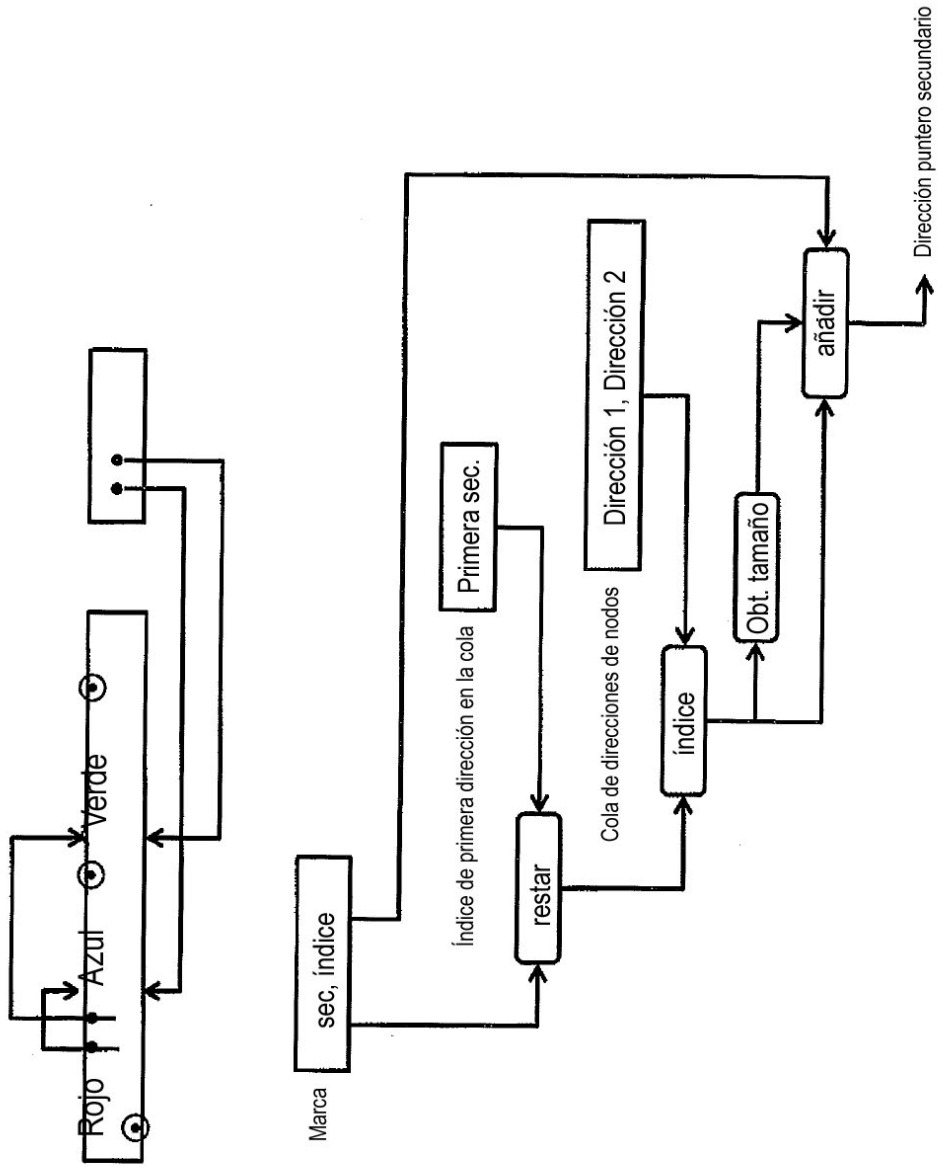 Rojo Azul Verde
Marca
sec, índice
Índice de primera dirección en la cola
Primera sec.
restar
Cola de direcciones de nodos
Dirección 1, Dirección 2
índice
Obt. tamaño
añadir
Dirección puntero secundario